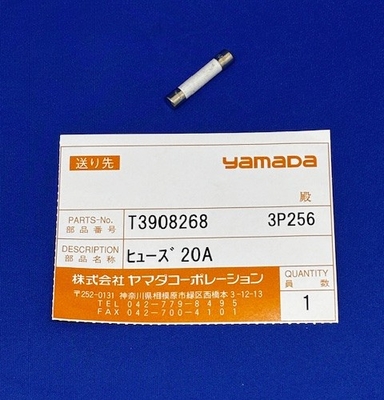 送り先
yamada
殿
PARTS-No.
部品番号
T3908268
3P256
DESCRIPTION
部品名称
ﾋｭｰｽﾞ 20A
株式会社 ヤマダコーポレーション
〒252-0131 神奈川県相模原市緑区西橋本 3-12-13
TEL 042-779-8495
FAX 042-700-4101
QUANTITY
員 数
1